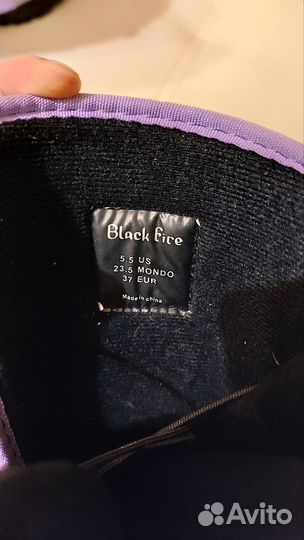 Black Fire
5.5 US
23.5 MONDO
37 EUR
Made in china
Avito